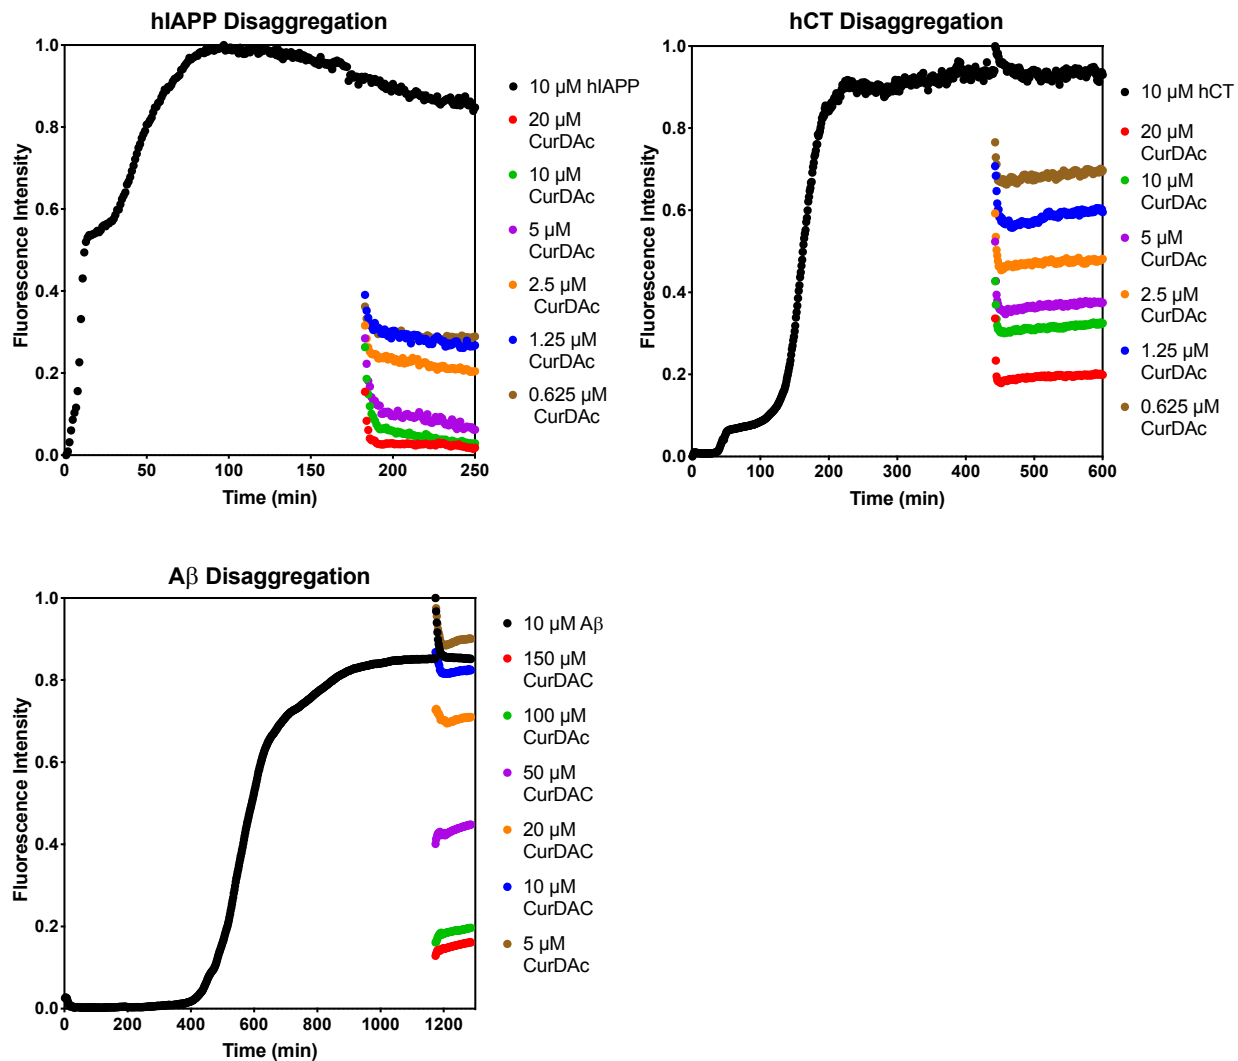 hIAPP Disaggregation
1.0
0.8
0.6
0.4
0.2
0.0
Fluorescence Intensity
0
50
100
150
200
250
Time (min)
10 µM hIAPP
20 µM
CurDAc
10 µM
CurDAc
5 µM
CurDAc
2.5 µM
CurDAc
1.25 µM
CurDAc
0.625 µM
CurDAc
hCT Disaggregation
1.0
0.8
0.6
0.4
0.2
0.0
Fluorescence Intensity
0
100
200
300
400
500
600
Time (min)
10 µM hCT
20 µM
CurDAc
10 µM
CurDAc
5 µM
CurDAc
2.5 µM
CurDAc
1.25 µM
CurDAc
0.625 µM
CurDAc
Aβ Disaggregation
1.0
0.8
0.6
0.4
0.2
0.0
Fluorescence Intensity
0
200
400
600
800
1000
1200
Time (min)
10 µM Aβ
150 µM
CurDAC
100 µM
CurDAC
50 µM
CurDAC
20 µM
CurDAC
10 µM
CurDAC
5 µM
CurDAc